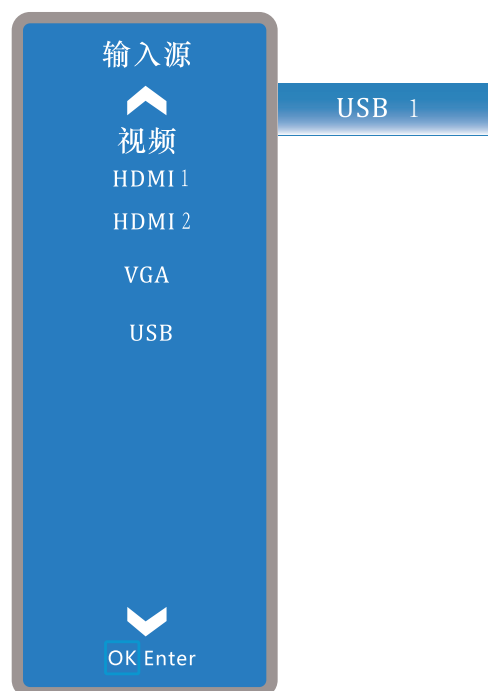 输入源
USB 1
视频
HDMI 1
HDMI 2
VGA
USB
OK Enter